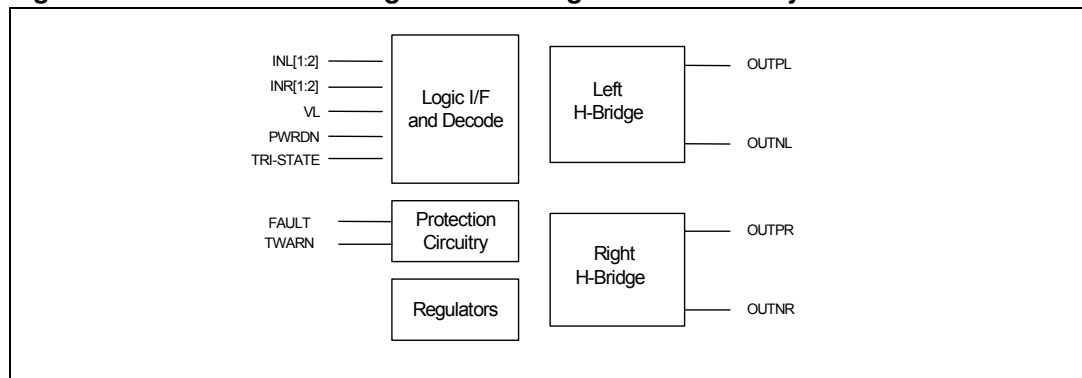 INL[1:2]
INR[1:2]
VL
PWRDN
TRI-STATE
Logic I/F
and Decode
FAULT
TWARN
Protection
Circuitry
Regulators
Left
H-Bridge
OUTPL
OUTNL
Right
H-Bridge
OUTPR
OUTNR